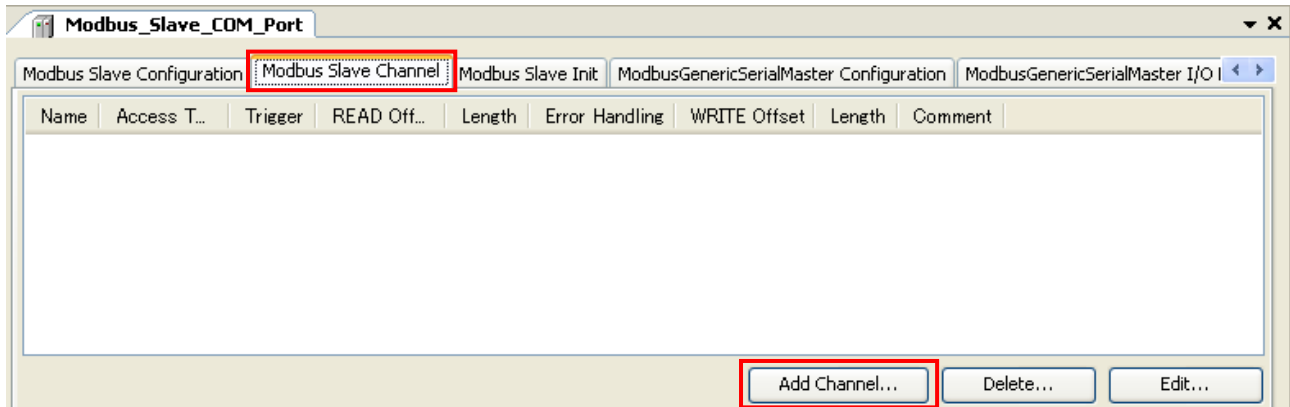 Modbus_Slave_COM_Port
Modbus Slave Configuration Modbus Slave Channel Modbus Slave Init ModbusGenericSerialMaster Configuration ModbusGenericSerialMaster I/O
Name Access T... Trigger READ Off... Length Error Handling WRITE Offset Length Comment
Add Channel... Delete... Edit...